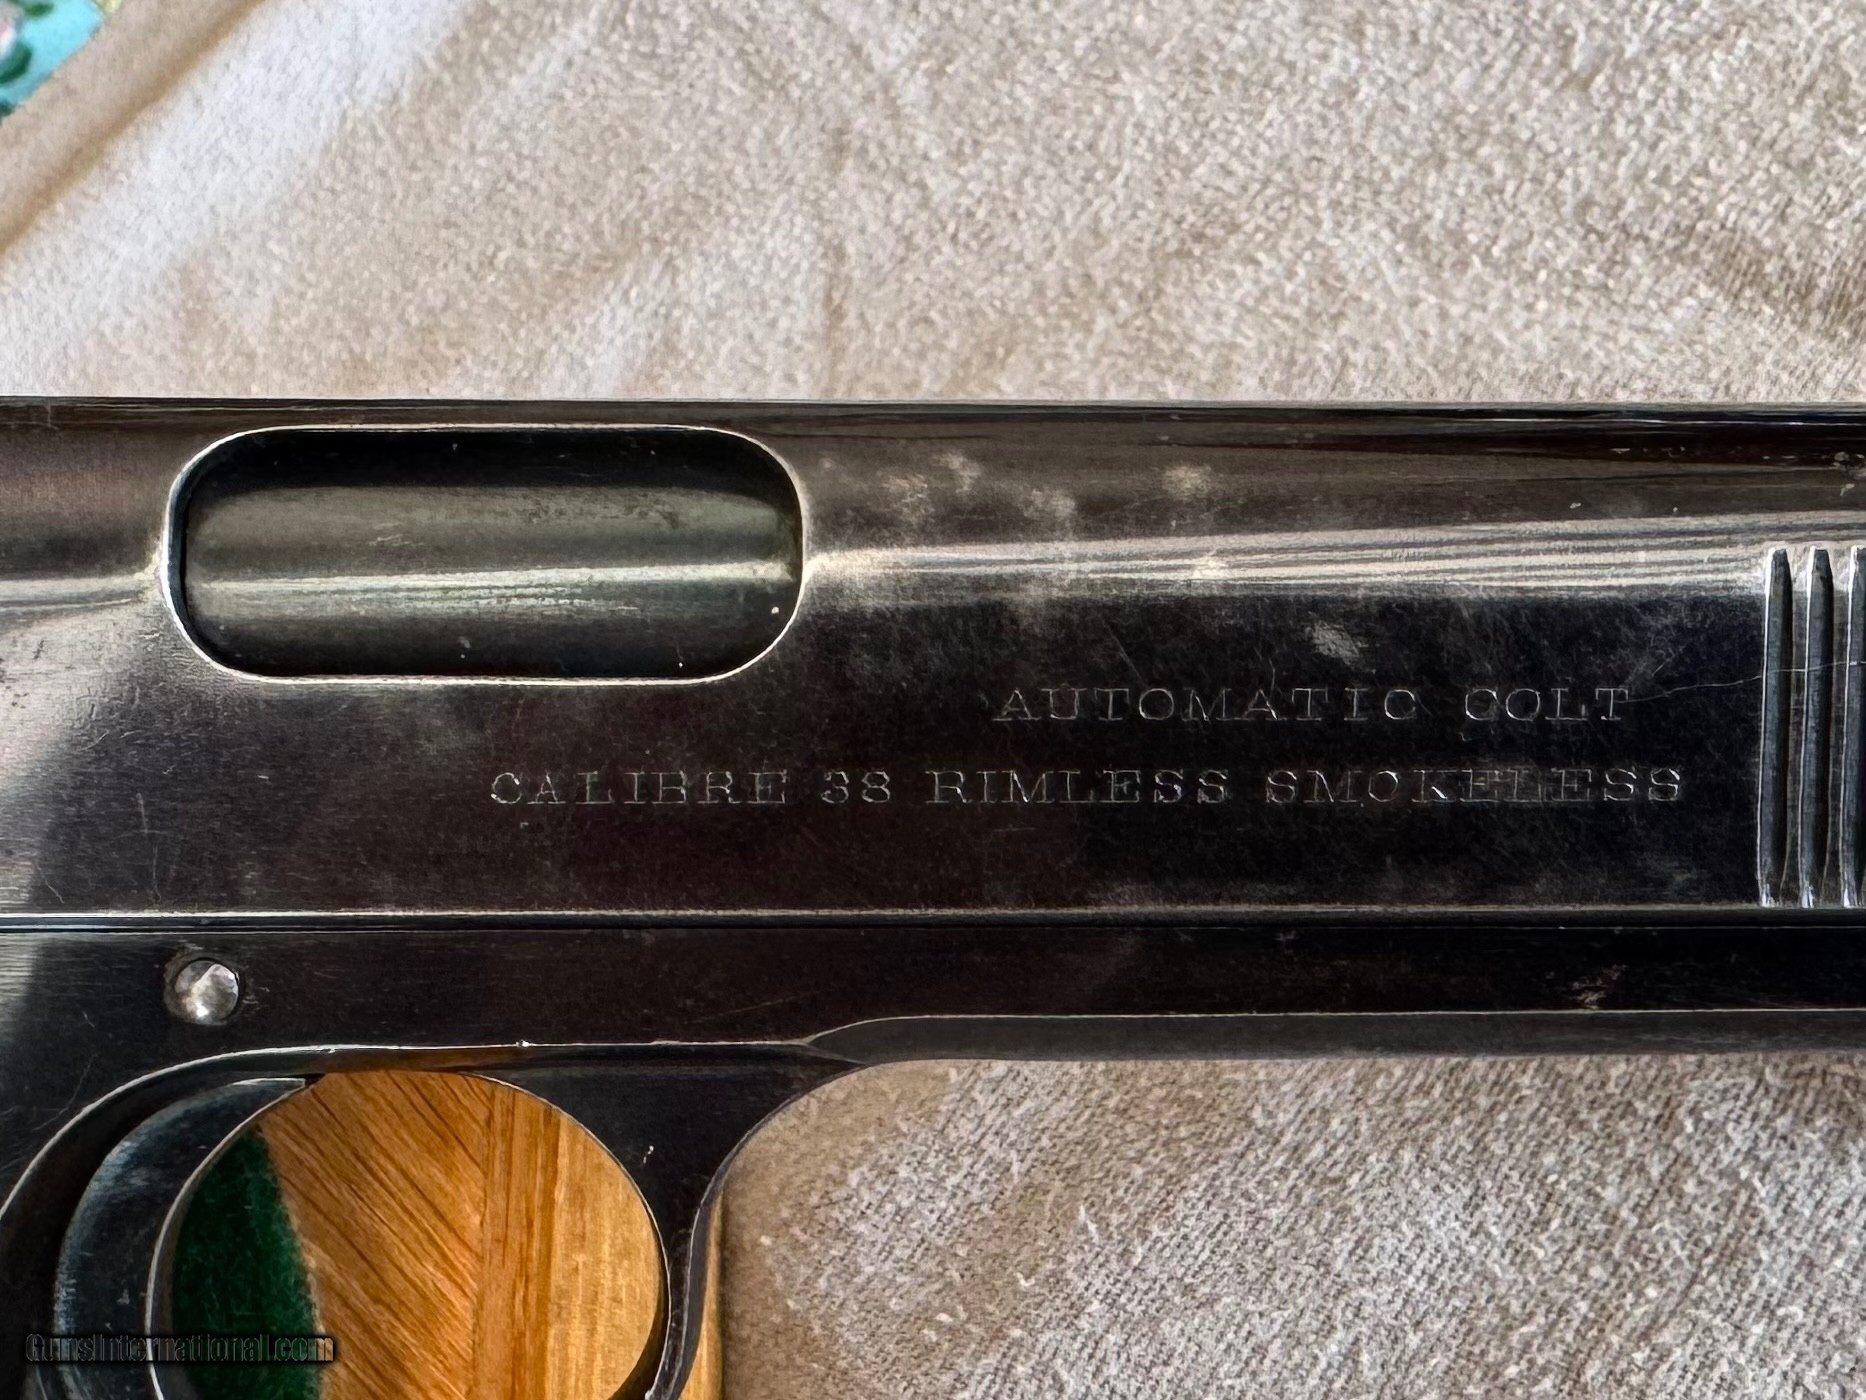 AUTOMATIC COLT
CALIBRE 38 RIMLESS SMOKELESS
GunsInternational.com